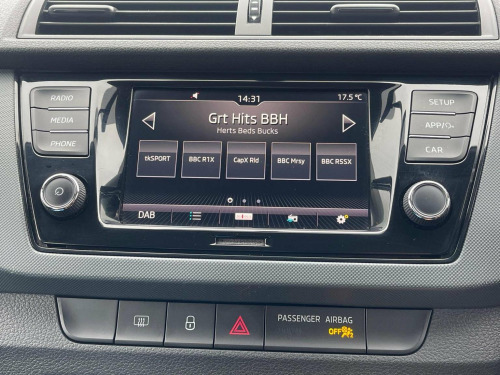 14:31
17.5°C
RADIO
MEDIA
PHONE
Grt Hits BBH
Herts Beds Bucks
tkSPORT
BBC R1X
CapX Rld
BBC Mrsy
BBC R5SX
DAB
SETUP
APP/
CAR
PASSENGER AIRBAG
OFF